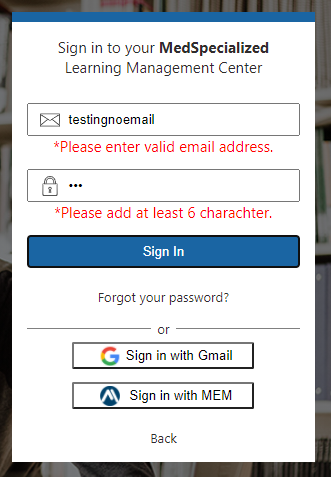 Sign in to your MedSpecialized
Learning Management Center
testingnoemail
*Please enter valid email address.
•••
*Please add at least 6 charachter.
Sign In
Forgot your password?
or
Sign in with Gmail
Sign in with MEM
Back